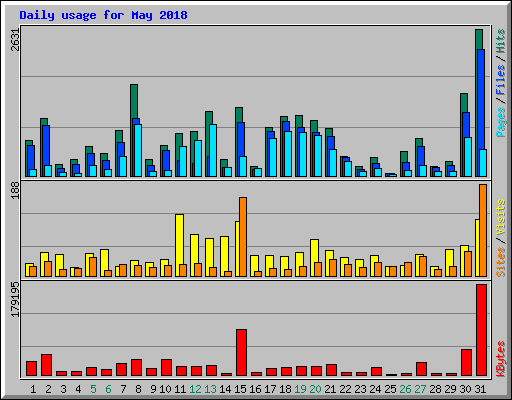 Daily usage for May 2018
2631
Pages / Files / Hits
188
Sites / Visits
179195
KBytes
1 2 3 4 5 6 7 8 9 10 11 12 13 14 15 16 17 18 19 20 21 22 23 24 25 26 27 28 29 30 31